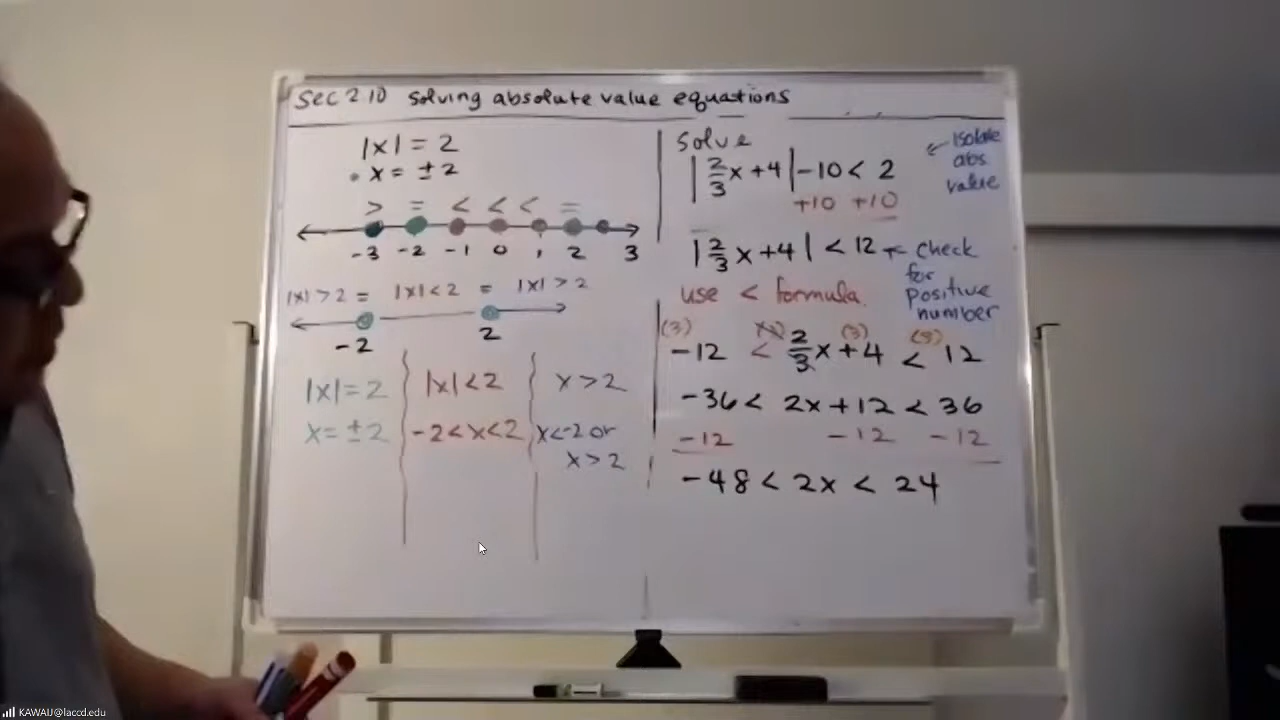 Sec 2.10 Solving absolute value equations
|x| = 2
• x = ± 2
> = < < < =
-3 -2 -1 0 1 2 3
|x| > 2 = |x| < 2 = |x| > 2
-2 2
|x| = 2
x = ± 2
|x| < 2
-2 < x < 2
x > 2
x < -2 or
x > 2
Solve
|2/3 x + 4| - 10 < 2
+10 +10
← Isolate
abs.
value
|2/3 x + 4| < 12 ← check
for
positive
number
use < formula.
(3) (3) (3)
-12 < 2/3 x + 4 < 12
-36 < 2x + 12 < 36
-12 -12 -12
-48 < 2x < 24
KAWAIJ@laccd.edu